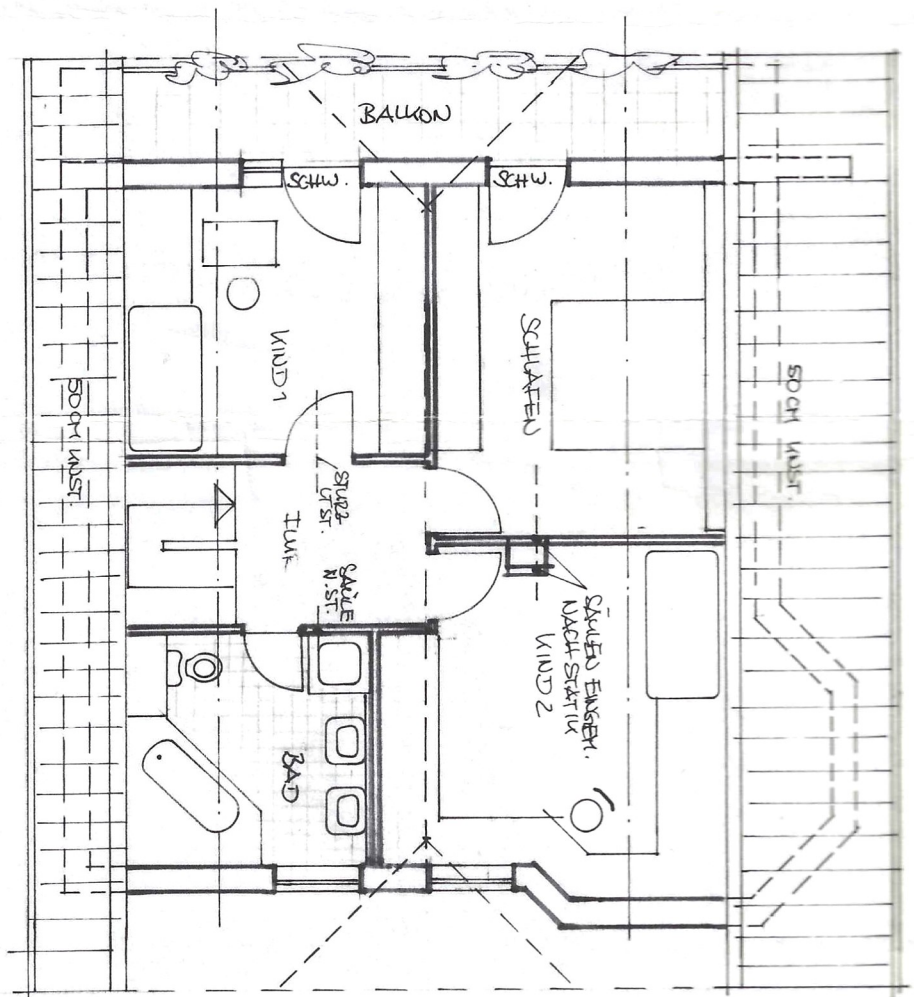 BALKON
SCHW.
SCHW.
KIND 1
SCHLAFEN
50 CM KNST.
50 CM KNST.
STURZ
LT ST.
FLUR
SÄULE
N. ST.
SÄULEN EINGEM.
NACH STATIK
KIND 2
BAD